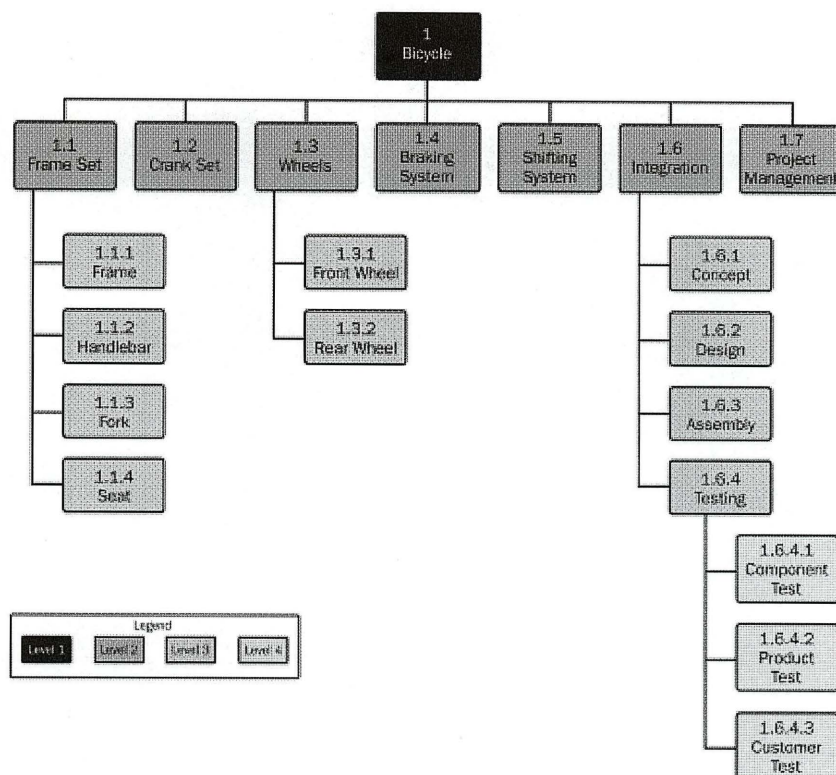 1
Bicycle
1.1
Frame Set
1.2
Crank Set
1.3
Wheels
1.4
Braking
System
1.5
Shifting
System
1.6
Integration
1.7
Project
Management
1.1.1
Frame
1.1.2
Handlebar
1.1.3
Fork
1.1.4
Seat
1.3.1
Front Wheel
1.3.2
Rear Wheel
1.6.1
Concept
1.6.2
Design
1.6.3
Assembly
1.6.4
Testing
1.6.4.1
Component
Test
1.6.4.2
Product
Test
1.6.4.3
Customer
Test
Legend
Level 1
Level 2
Level 3
Level 4